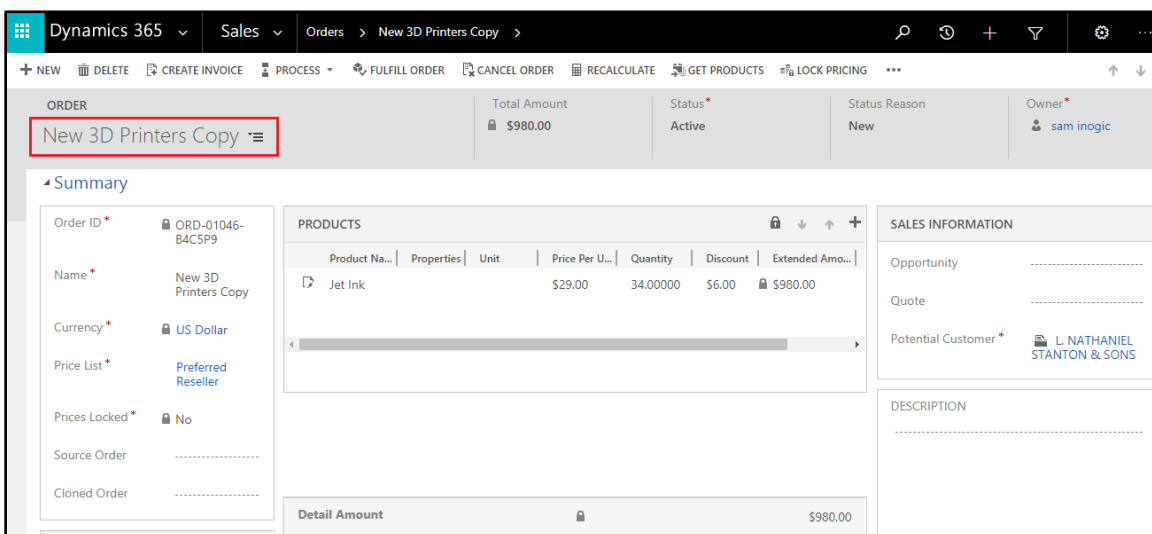 Dynamics 365 Sales Orders > New 3D Printers Copy >
NEW DELETE CREATE INVOICE PROCESS FULFILL ORDER CANCEL ORDER RECALCULATE GET PRODUCTS LOCK PRICING ...
ORDER
New 3D Printers Copy
Total Amount
$980.00
Status*
Active
Status Reason
New
Owner*
sam inogic
Summary
Order ID*
ORD-01046-
B4C5P9
Name*
New 3D
Printers Copy
Currency*
US Dollar
Price List*
Preferred
Reseller
Prices Locked*
No
Source Order
Cloned Order
PRODUCTS
Product Na... Properties Unit Price Per U... Quantity Discount Extended Amo...
Jet Ink $29.00 34.00000 $6.00 $980.00
Detail Amount $980.00
SALES INFORMATION
Opportunity
Quote
Potential Customer*
L. NATHANIEL
STANTON & SONS
DESCRIPTION